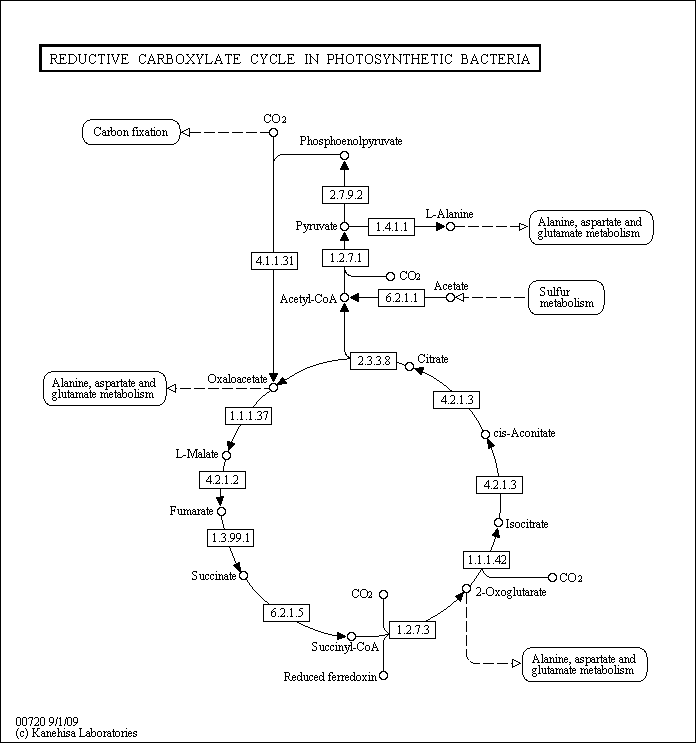 REDUCTIVE CARBOXYLATE CYCLE IN PHOTOSYNTHETIC BACTERIA
CO2
Carbon fixation
Phosphoenolpyruvate
2.7.9.2
L-Alanine
Pyruvate
1.4.1.1
Alanine, aspartate and
glutamate metabolism
4.1.1.31
1.2.7.1
CO2
Acetyl-CoA
6.2.1.1
Acetate
Sulfur
metabolism
2.3.3.8
Citrate
Oxaloacetate
Alanine, aspartate and
glutamate metabolism
4.2.1.3
1.1.1.37
cis-Aconitate
L-Malate
4.2.1.2
4.2.1.3
Fumarate
Isocitrate
1.3.99.1
1.1.1.42
Succinate
CO2
2-Oxoglutarate
CO2
6.2.1.5
1.2.7.3
Succinyl-CoA
Alanine, aspartate and
glutamate metabolism
Reduced ferredoxin
00720 9/1/09
(c) Kanehisa Laboratories